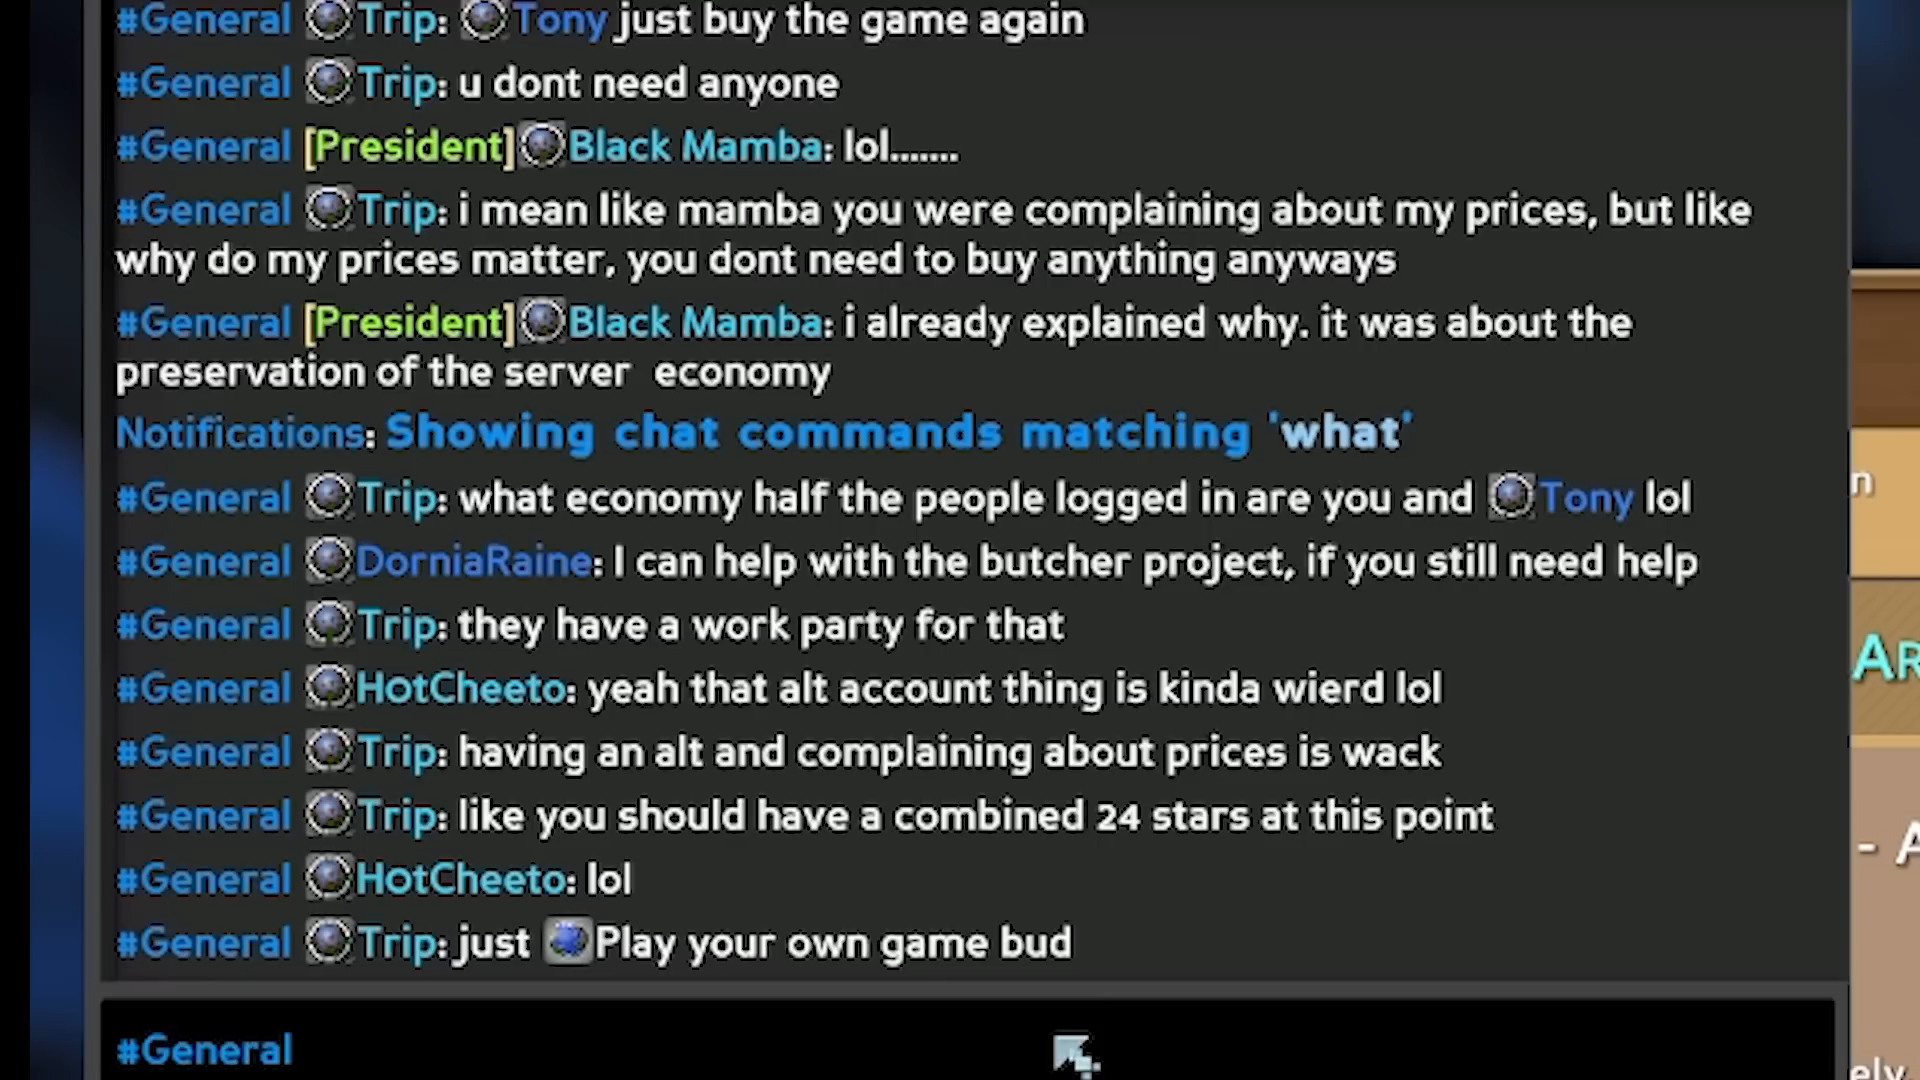 #General Trip: Tony just buy the game again
#General Trip: u dont need anyone
#General [President]Black Mamba: lol.......
#General Trip: i mean like mamba you were complaining about my prices, but like
why do my prices matter, you dont need to buy anything anyways
#General [President]Black Mamba: i already explained why. it was about the
preservation of the server  economy
Notifications: Showing chat commands matching 'what'
#General Trip: what economy half the people logged in are you and Tony lol
#General DorniaRaine: I can help with the butcher project, if you still need help
#General Trip: they have a work party for that
#General HotCheeto: yeah that alt account thing is kinda wierd lol
#General Trip: having an alt and complaining about prices is wack
#General Trip: like you should have a combined 24 stars at this point
#General HotCheeto: lol
#General Trip: just Play your own game bud
#General